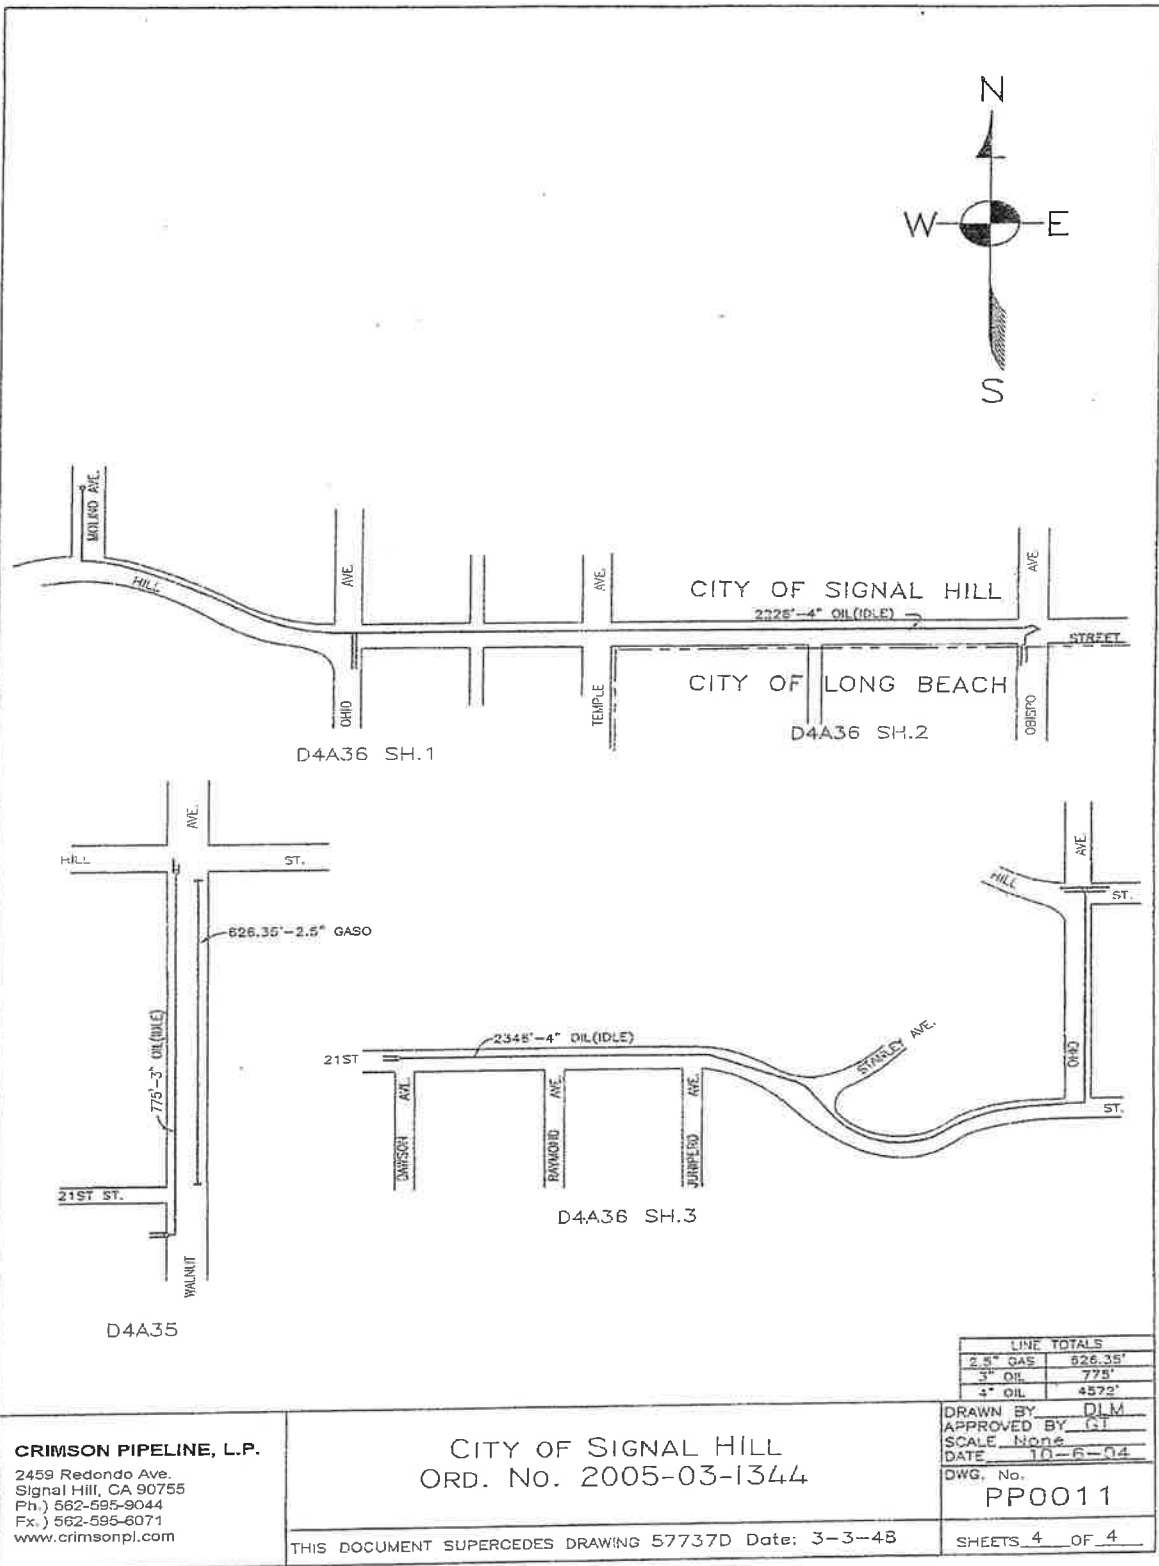 N
W E
S
MOLINO AVE.
HILL
AVE.
AVE.
AVE.
CITY OF SIGNAL HILL
2226'-4" OIL(IDLE)
STREET
CITY OF LONG BEACH
OHIO
TEMPLE
OBISPO
D4A36 SH.1
D4A36 SH.2
AVE.
HILL ST.
626.35'-2.5" GASO
775'-3" OIL(IDLE)
21ST ST.
WALNUT
D4A35
AVE.
HILL
ST.
2346'-4" OIL(IDLE)
21ST
STANLEY AVE.
OHIO
ST.
DAWSON AVE.
RAYMOND AVE.
JUNIPERO AVE.
D4A36 SH.3
LINE TOTALS
2.5" GAS 626.35'
3" OIL 775'
4" OIL 4572'
CRIMSON PIPELINE, L.P.
2459 Redondo Ave.
Signal Hill, CA 90755
Ph.) 562-595-9044
Fx.) 562-595-6071
www.crimsonpl.com
CITY OF SIGNAL HILL
ORD. No. 2005-03-1344
THIS DOCUMENT SUPERCEDES DRAWING 57737D Date: 3-3-48
DRAWN BY DLM
APPROVED BY GT
SCALE None
DATE 10-6-04
DWG. No.
PP0011
SHEETS 4 OF 4